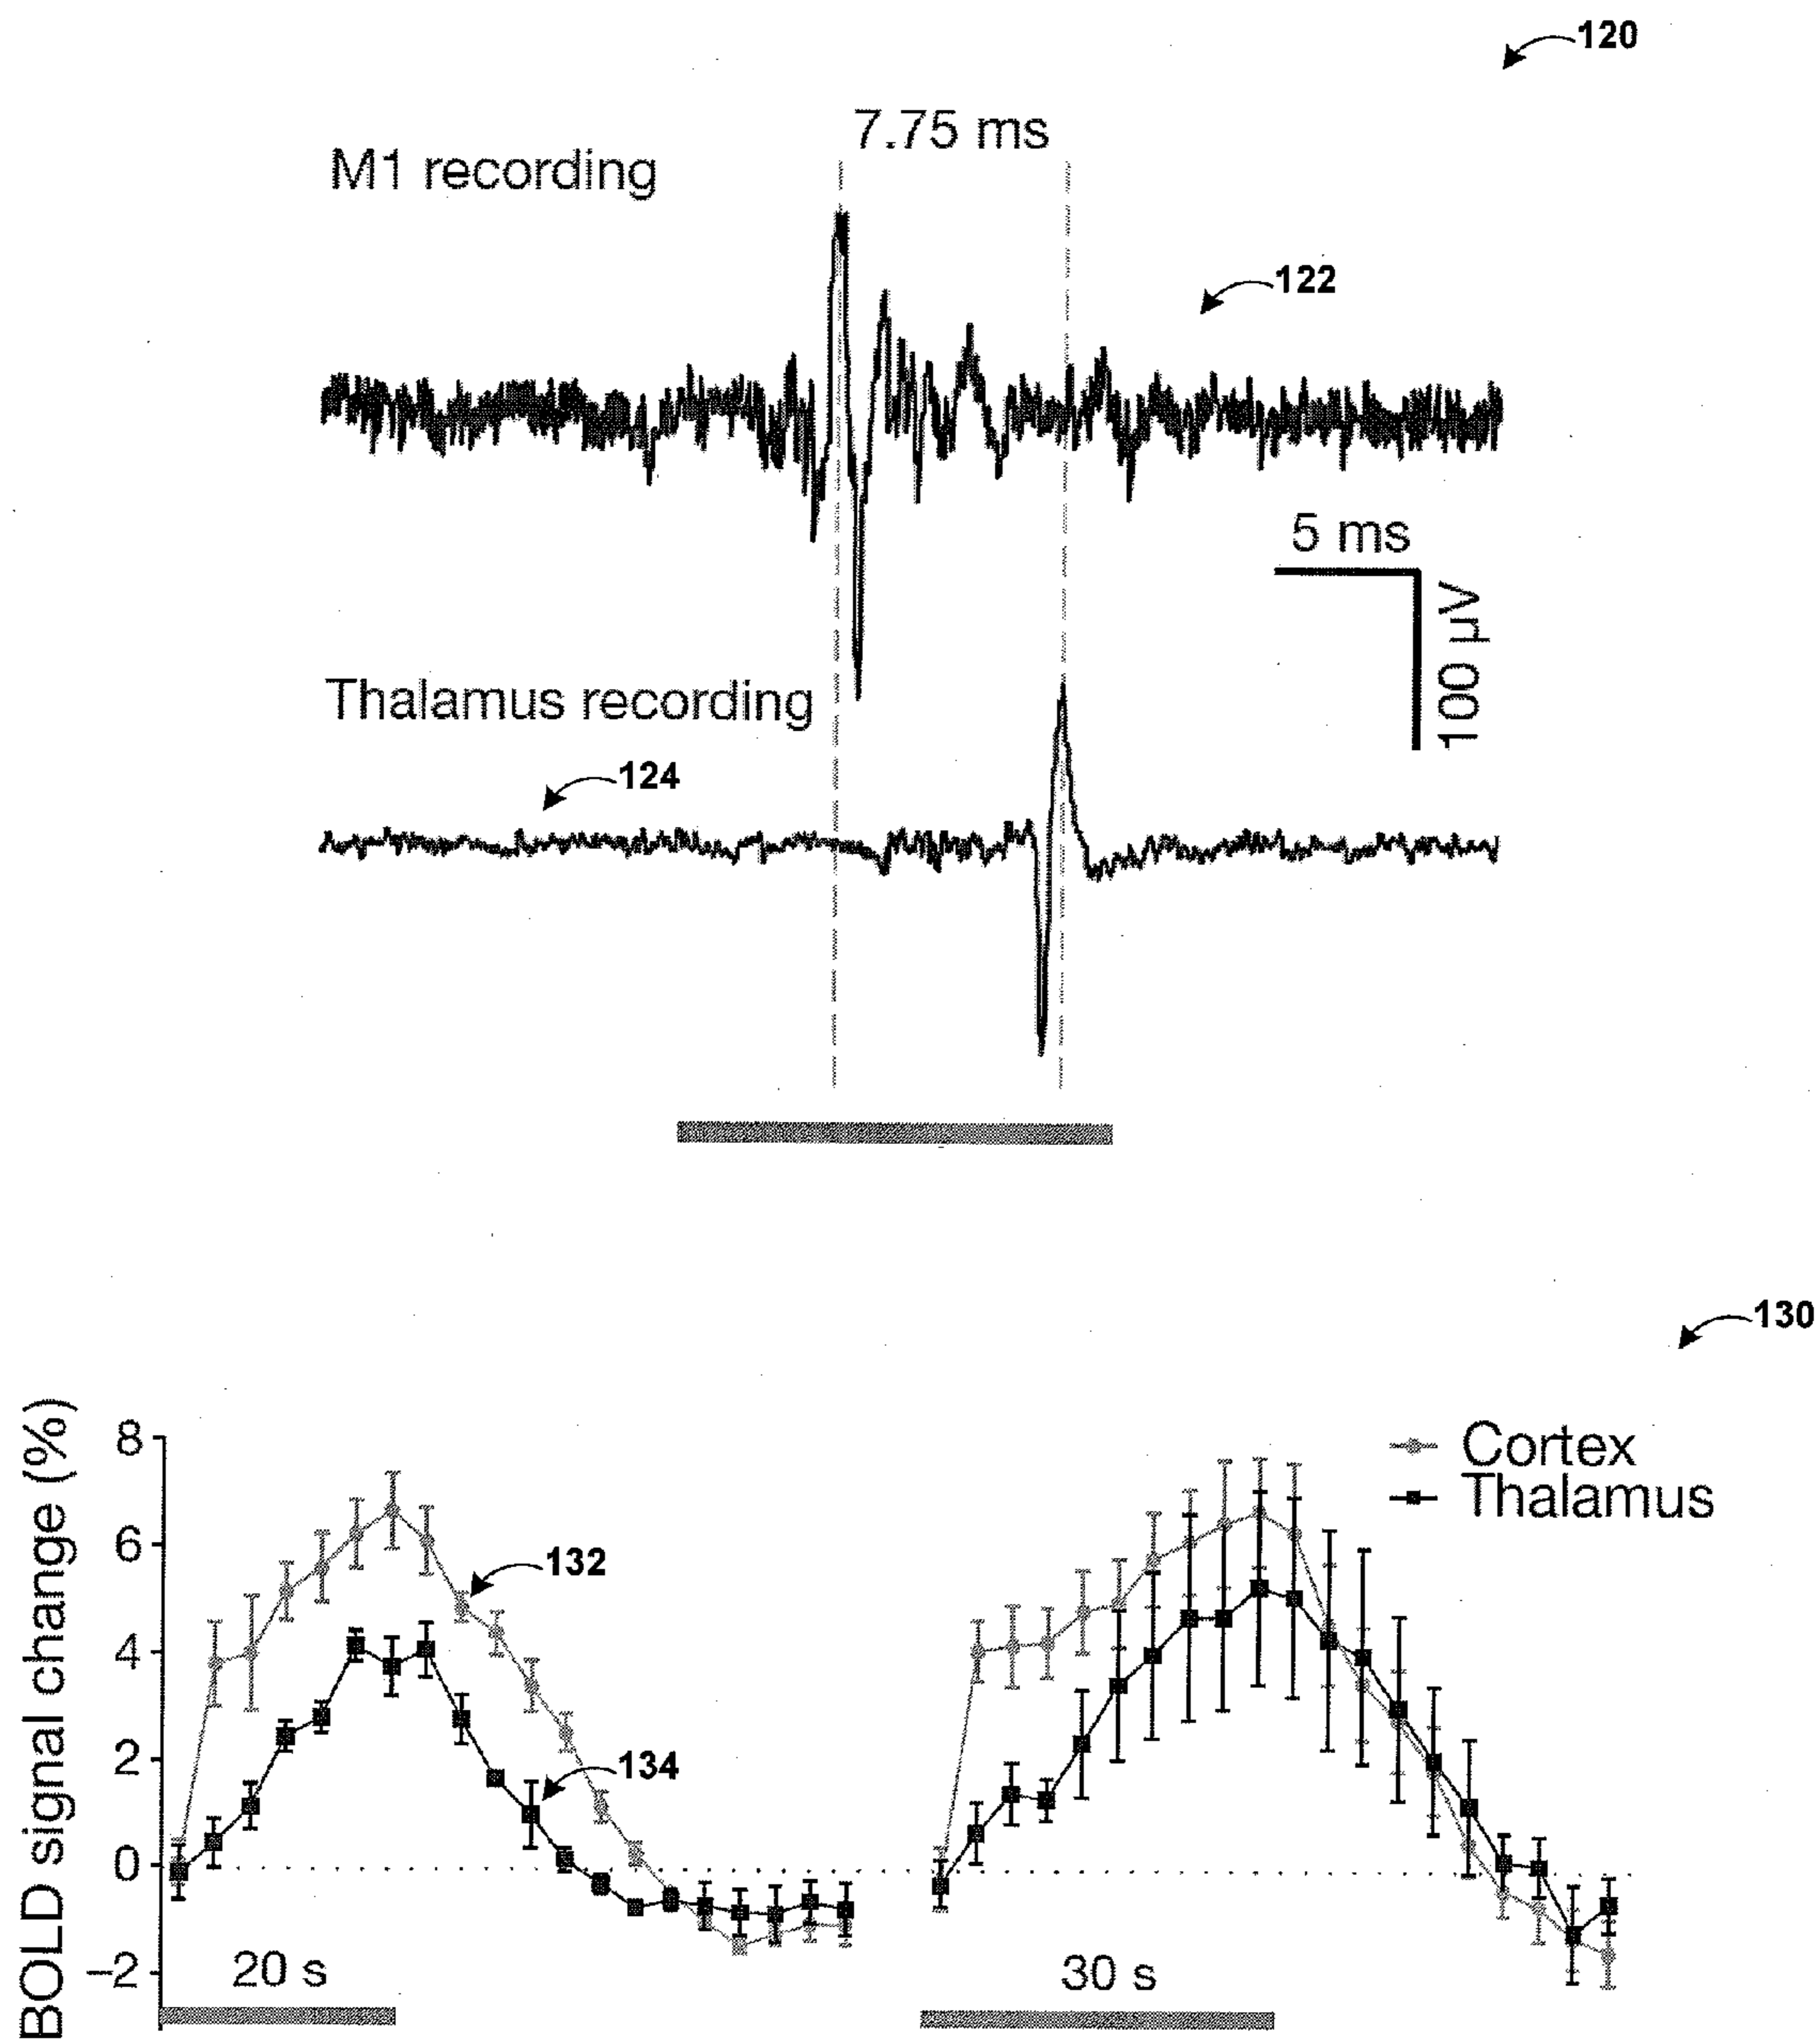 120
7.75 ms
M1 recording
122
5 ms
100 µV
Thalamus recording
124
130
BOLD signal change (%)
8
6
4
2
0
−2
Cortex
Thalamus
132
134
20 s
30 s